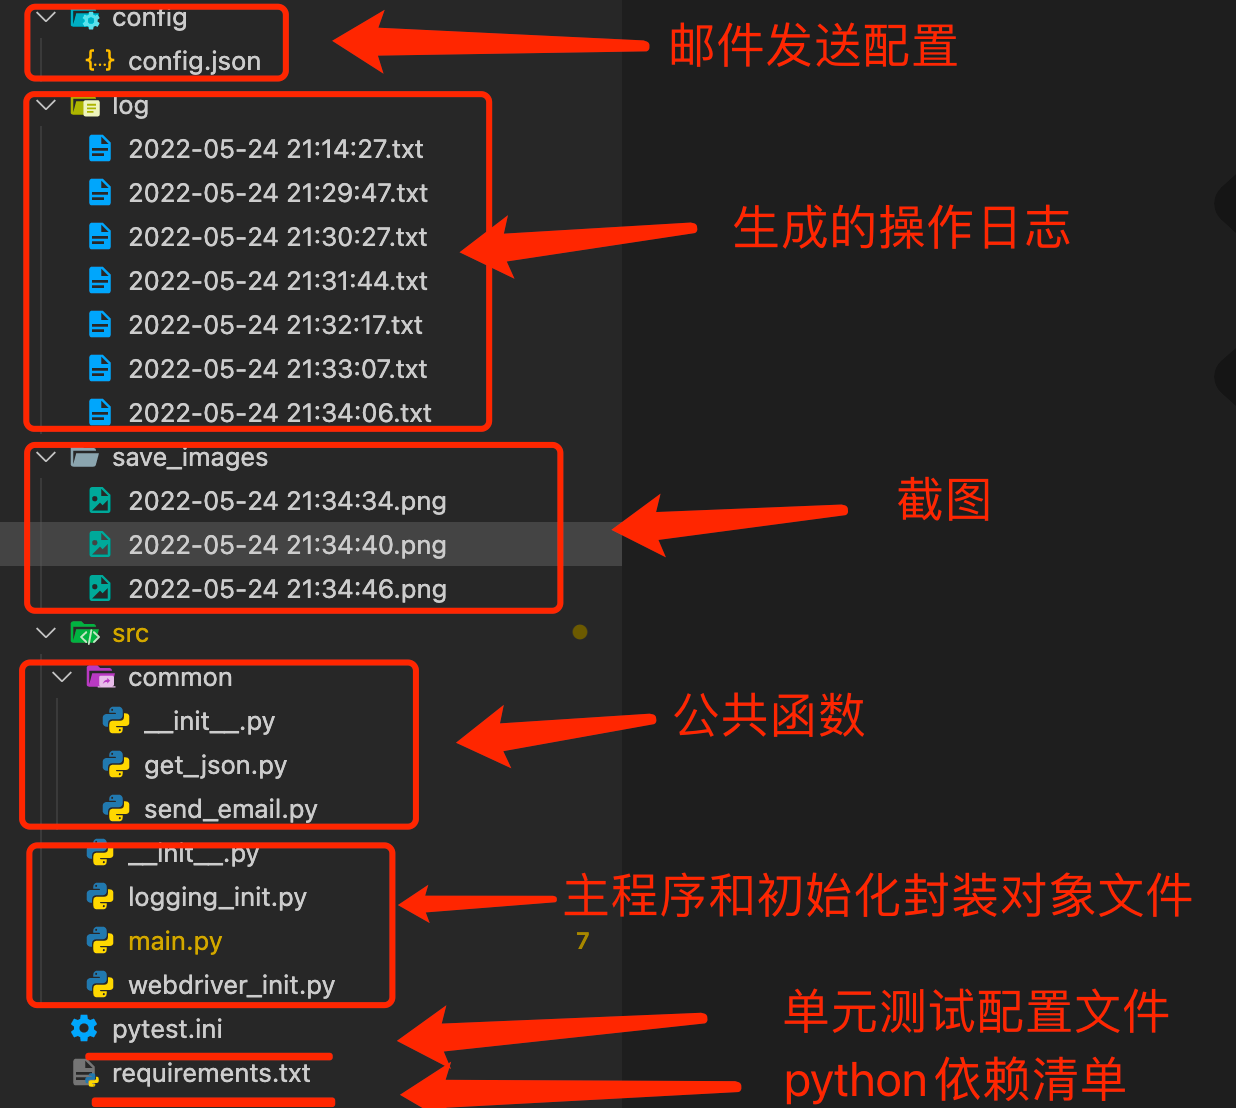 config
config.json
邮件发送配置
log
2022-05-24 21:14:27.txt
2022-05-24 21:29:47.txt
2022-05-24 21:30:27.txt
生成的操作日志
2022-05-24 21:31:44.txt
2022-05-24 21:32:17.txt
2022-05-24 21:33:07.txt
2022-05-24 21:34:06.txt
save_images
2022-05-24 21:34:34.png
截图
2022-05-24 21:34:40.png
2022-05-24 21:34:46.png
src
common
__init__.py
公共函数
get_json.py
send_email.py
__init__.py
logging_init.py
主程序和初始化封装对象文件
main.py 7
webdriver_init.py
pytest.ini
单元测试配置文件
requirements.txt
python依赖清单